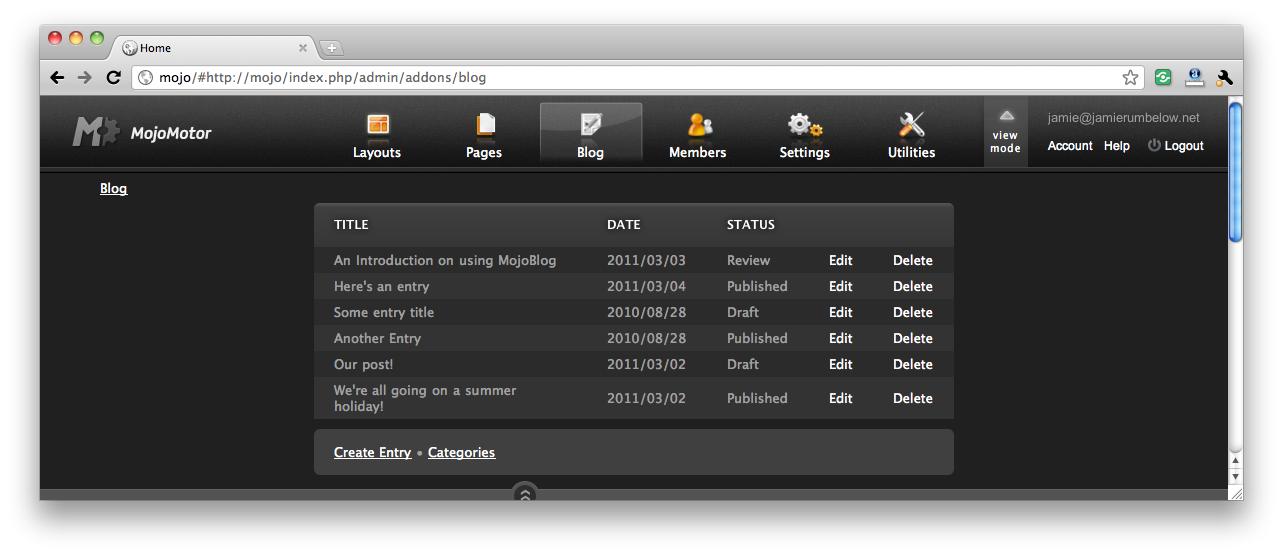 Home
mojo/#http://mojo/index.php/admin/addons/blog
MojoMotor
Layouts
Pages
Blog
Members
Settings
Utilities
view
mode
jamie@jamierumbelow.net
Account Help Logout
Blog
TITLE DATE STATUS
An Introduction on using MojoBlog 2011/03/03 Review Edit Delete
Here's an entry 2011/03/04 Published Edit Delete
Some entry title 2010/08/28 Draft Edit Delete
Another Entry 2010/08/28 Published Edit Delete
Our post! 2011/03/02 Draft Edit Delete
We're all going on a summer
holiday! 2011/03/02 Published Edit Delete
Create Entry • Categories